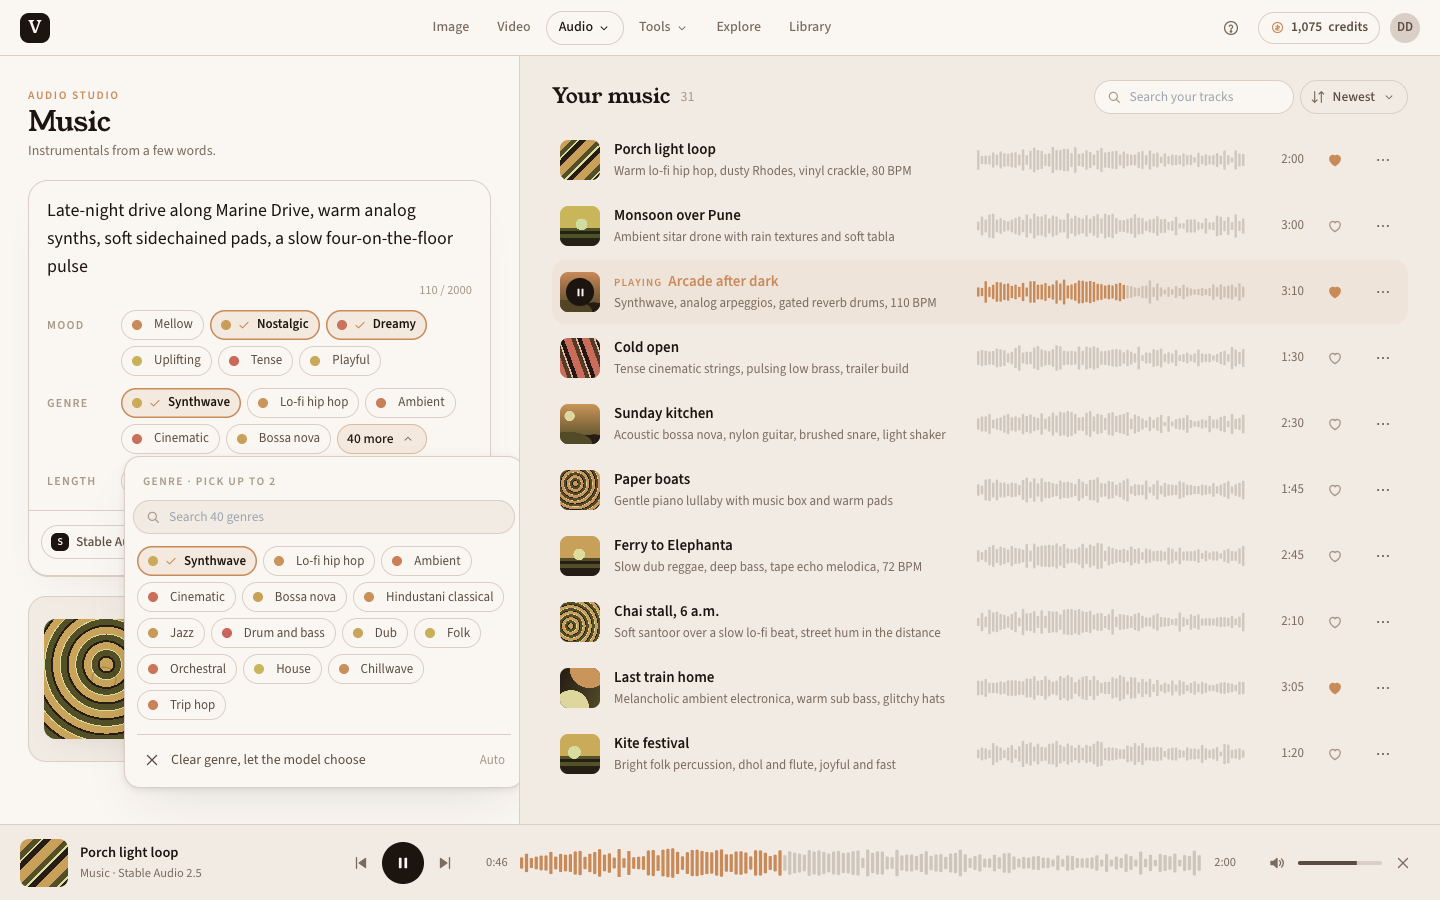 V
Image
Video
Audio
Tools
Explore
Library
1,075 credits
DD
AUDIO STUDIO
Music
Instrumentals from a few words.
Late-night drive along Marine Drive, warm analog
synths, soft sidechained pads, a slow four-on-the-floor
pulse
110 / 2000
MOOD
Mellow
Nostalgic
Dreamy
Uplifting
Tense
Playful
GENRE
Synthwave
Lo-fi hip hop
Ambient
Cinematic
Bossa nova
40 more
LENGTH
S
Stable Au
GENRE · PICK UP TO 2
Search 40 genres
Synthwave
Lo-fi hip hop
Ambient
Cinematic
Bossa nova
Hindustani classical
Jazz
Drum and bass
Dub
Folk
Orchestral
House
Chillwave
Trip hop
Clear genre, let the model choose
Auto
Your music 31
Search your tracks
Newest
Porch light loop
Warm lo-fi hip hop, dusty Rhodes, vinyl crackle, 80 BPM
2:00
Monsoon over Pune
Ambient sitar drone with rain textures and soft tabla
3:00
PLAYING Arcade after dark
Synthwave, analog arpeggios, gated reverb drums, 110 BPM
3:10
Cold open
Tense cinematic strings, pulsing low brass, trailer build
1:30
Sunday kitchen
Acoustic bossa nova, nylon guitar, brushed snare, light shaker
2:30
Paper boats
Gentle piano lullaby with music box and warm pads
1:45
Ferry to Elephanta
Slow dub reggae, deep bass, tape echo melodica, 72 BPM
2:45
Chai stall, 6 a.m.
Soft santoor over a slow lo-fi beat, street hum in the distance
2:10
Last train home
Melancholic ambient electronica, warm sub bass, glitchy hats
3:05
Kite festival
Bright folk percussion, dhol and flute, joyful and fast
1:20
Porch light loop
Music · Stable Audio 2.5
0:46
2:00